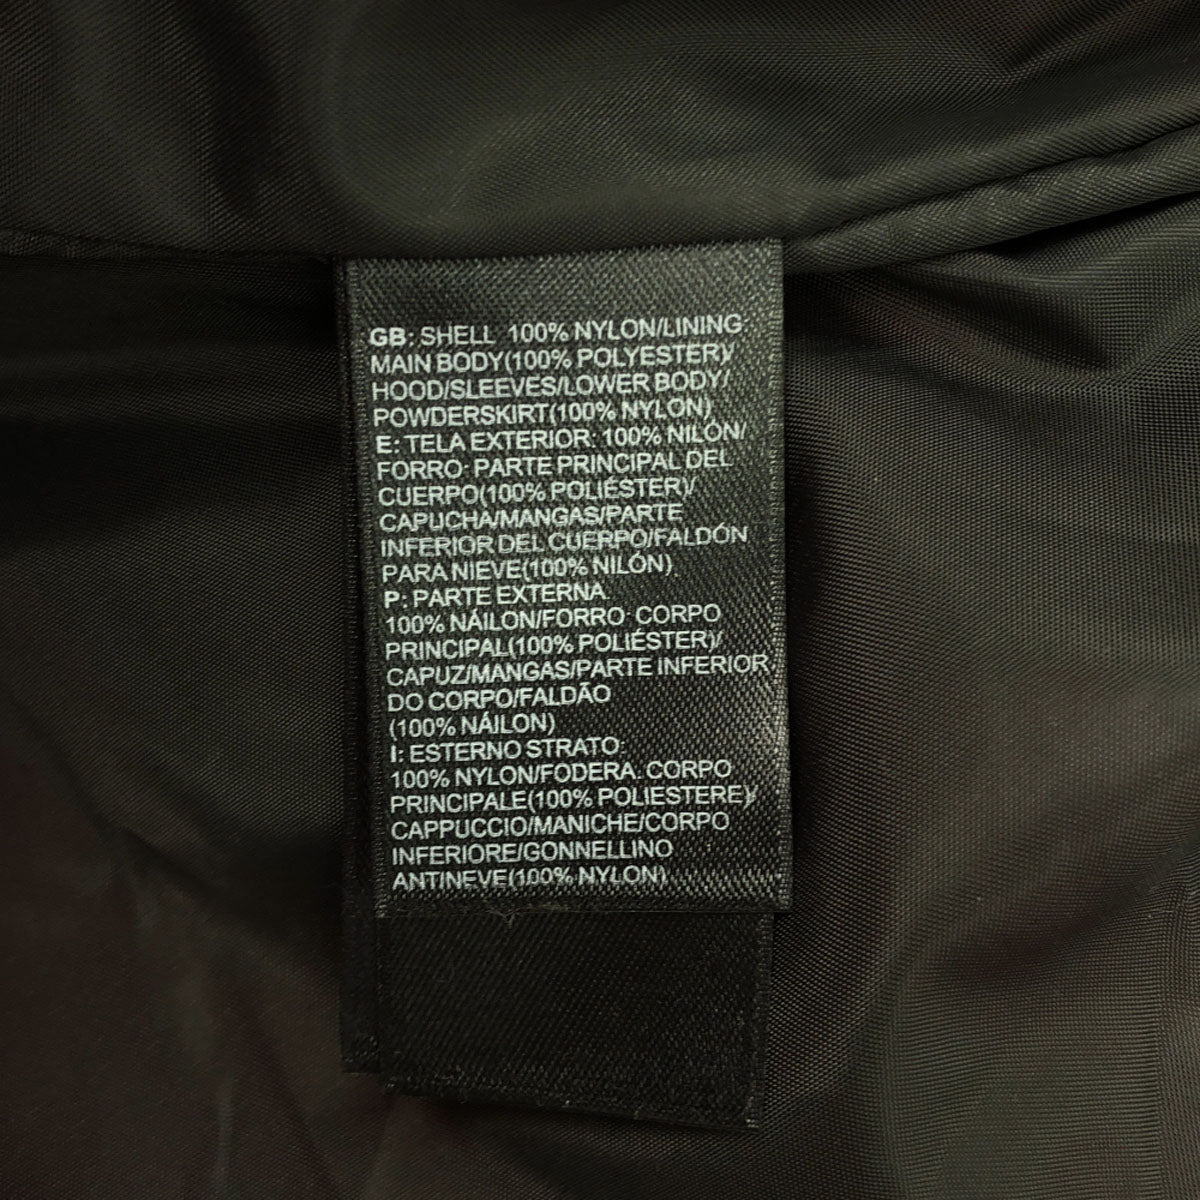 GB: SHELL 100% NYLON/LINING:
MAIN BODY(100% POLYESTER)/
HOOD/SLEEVES/LOWER BODY/
POWDERSKIRT(100% NYLON)
E: TELA EXTERIOR: 100% NILÓN/
FORRO: PARTE PRINCIPAL DEL
CUERPO(100% POLIÉSTER)/
CAPUCHA/MANGAS/PARTE
INFERIOR DEL CUERPO/FALDÓN
PARA NIEVE(100% NILÓN).
P: PARTE EXTERNA:
100% NÁILON/FORRO: CORPO
PRINCIPAL(100% POLIÉSTER)/
CAPUZ/MANGAS/PARTE INFERIOR
DO CORPO/FALDÃO
(100% NÁILON)
I: ESTERNO STRATO:
100% NYLON/FODERA: CORPO
PRINCIPALE(100% POLIESTERE)/
CAPPUCCIO/MANICHE/CORPO
INFERIORE/GONNELLINO
ANTINEVE(100% NYLON)